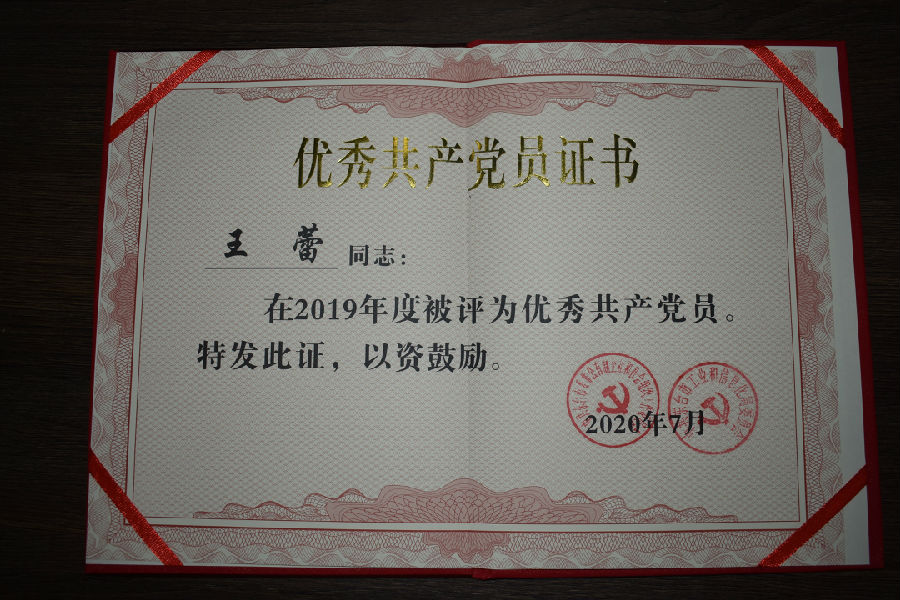 优秀共产党员证书
王 蕾 同志：
在2019年度被评为优秀共产党员。
特发此证，以资鼓励。
2020年7月